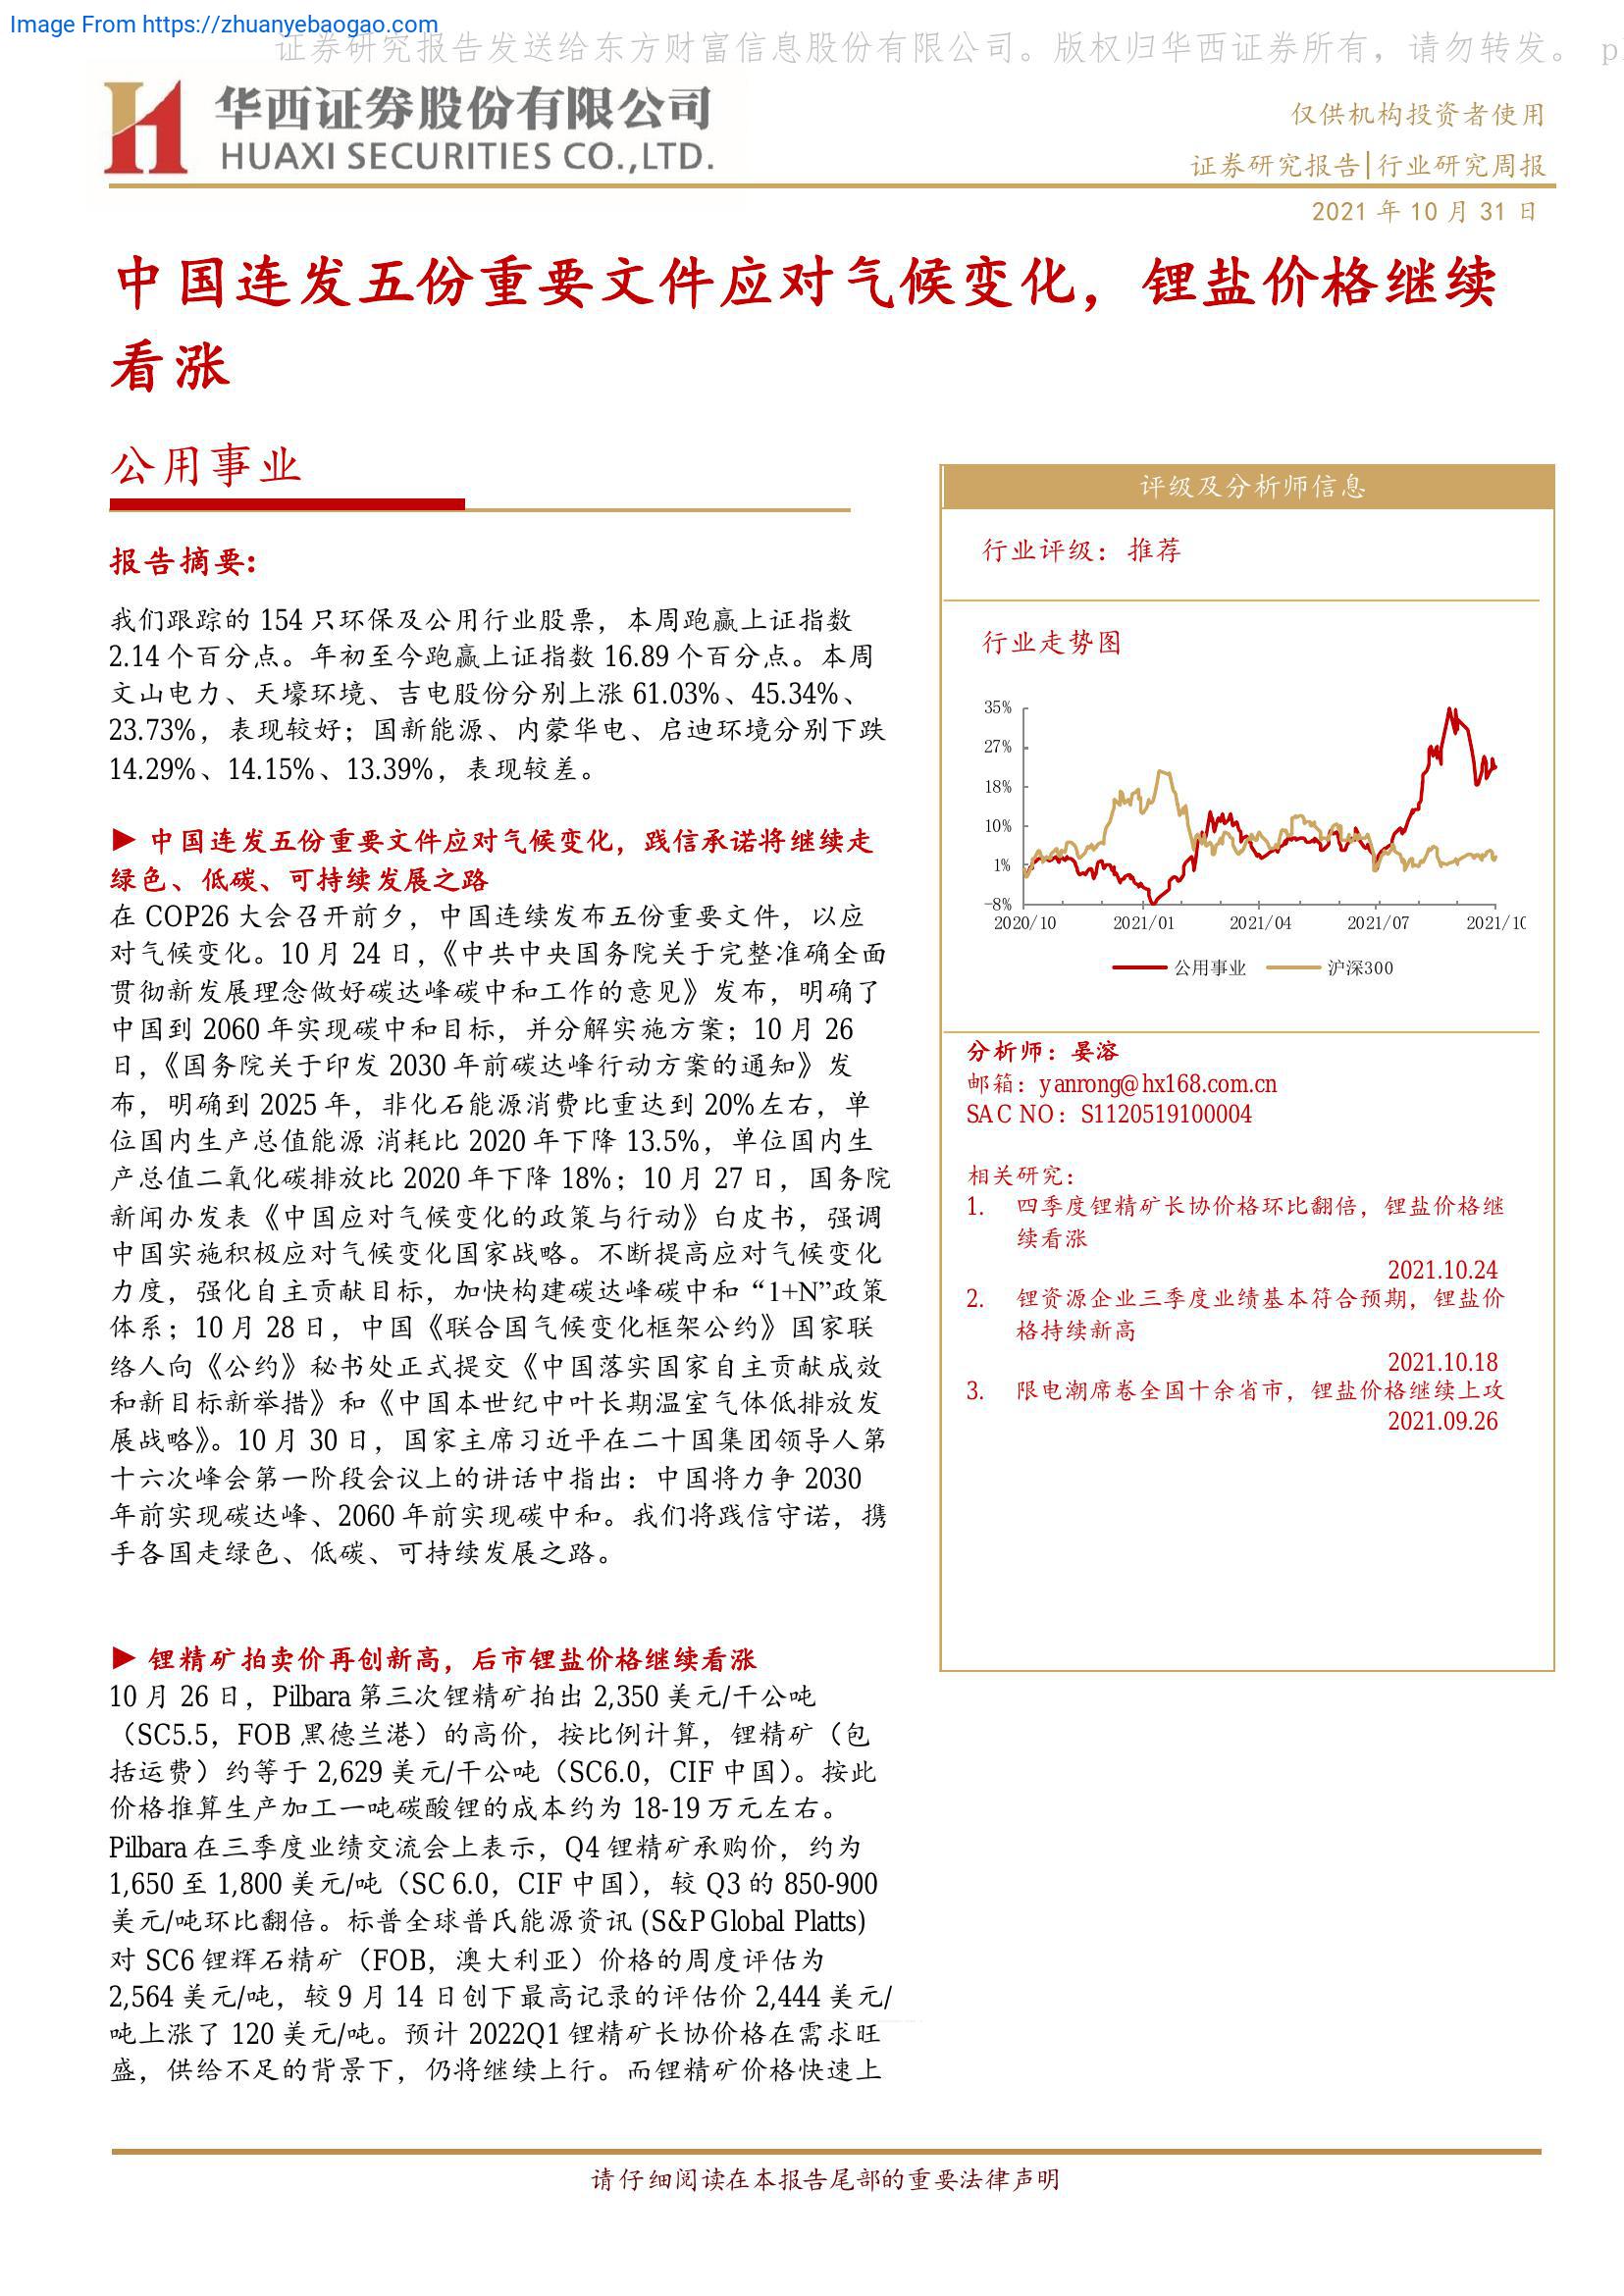 Image From https://zhuanyebaogao.com
证券研究报告发送给东方财富信息股份有限公司。版权归华西证券所有，请勿转发。 p
华西证券股份有限公司
HUAXI SECURITIES CO.,LTD.
仅供机构投资者使用
证券研究报告|行业研究周报
2021 年 10 月 31 日
中国连发五份重要文件应对气候变化，锂盐价格继续
看涨
公用事业
报告摘要:
我们跟踪的 154 只环保及公用行业股票，本周跑赢上证指数
2.14 个百分点。年初至今跑赢上证指数 16.89 个百分点。本周
文山电力、天壕环境、吉电股份分别上涨 61.03%、45.34%、
23.73%，表现较好；国新能源、内蒙华电、启迪环境分别下跌
14.29%、14.15%、13.39%，表现较差。
► 中国连发五份重要文件应对气候变化，践信承诺将继续走
绿色、低碳、可持续发展之路
在 COP26 大会召开前夕，中国连续发布五份重要文件，以应
对气候变化。10 月 24 日，《中共中央国务院关于完整准确全面
贯彻新发展理念做好碳达峰碳中和工作的意见》发布，明确了
中国到 2060 年实现碳中和目标，并分解实施方案；10 月 26
日，《国务院关于印发 2030 年前碳达峰行动方案的通知》发
布，明确到 2025 年，非化石能源消费比重达到 20%左右，单
位国内生产总值能源 消耗比 2020 年下降 13.5%，单位国内生
产总值二氧化碳排放比 2020 年下降 18%；10 月 27 日，国务院
新闻办发表《中国应对气候变化的政策与行动》白皮书，强调
中国实施积极应对气候变化国家战略。不断提高应对气候变化
力度，强化自主贡献目标，加快构建碳达峰碳中和“1+N”政策
体系；10 月 28 日，中国《联合国气候变化框架公约》国家联
络人向《公约》秘书处正式提交《中国落实国家自主贡献成效
和新目标新举措》和《中国本世纪中叶长期温室气体低排放发
展战略》。10 月 30 日，国家主席习近平在二十国集团领导人第
十六次峰会第一阶段会议上的讲话中指出：中国将力争 2030
年前实现碳达峰、2060 年前实现碳中和。我们将践信守诺，携
手各国走绿色、低碳、可持续发展之路。
► 锂精矿拍卖价再创新高，后市锂盐价格继续看涨
10 月 26 日，Pilbara 第三次锂精矿拍出 2,350 美元/干公吨
（SC5.5，FOB 黑德兰港）的高价，按比例计算，锂精矿（包
括运费）约等于 2,629 美元/干公吨（SC6.0，CIF 中国）。按此
价格推算生产加工一吨碳酸锂的成本约为 18-19 万元左右。
Pilbara 在三季度业绩交流会上表示，Q4 锂精矿承购价，约为
1,650 至 1,800 美元/吨（SC 6.0，CIF 中国），较 Q3 的 850-900
美元/吨环比翻倍。标普全球普氏能源资讯 (S&P Global Platts)
对 SC6 锂辉石精矿（FOB，澳大利亚）价格的周度评估为
2,564 美元/吨，较 9 月 14 日创下最高记录的评估价 2,444 美元/
吨上涨了 120 美元/吨。预计 2022Q1 锂精矿长协价格在需求旺
盛，供给不足的背景下，仍将继续上行。而锂精矿价格快速上
评级及分析师信息
行业评级：推荐
行业走势图
35%
27%
18%
10%
1%
-8%
2020/10 2021/01 2021/04 2021/07 2021/10
公用事业 沪深300
分析师：晏溶
邮箱：yanrong@hx168.com.cn
SAC NO：S1120519100004
相关研究：
1. 四季度锂精矿长协价格环比翻倍，锂盐价格继
续看涨
2021.10.24
2. 锂资源企业三季度业绩基本符合预期，锂盐价
格持续新高
2021.10.18
3. 限电潮席卷全国十余省市，锂盐价格继续上攻
2021.09.26
请仔细阅读在本报告尾部的重要法律声明